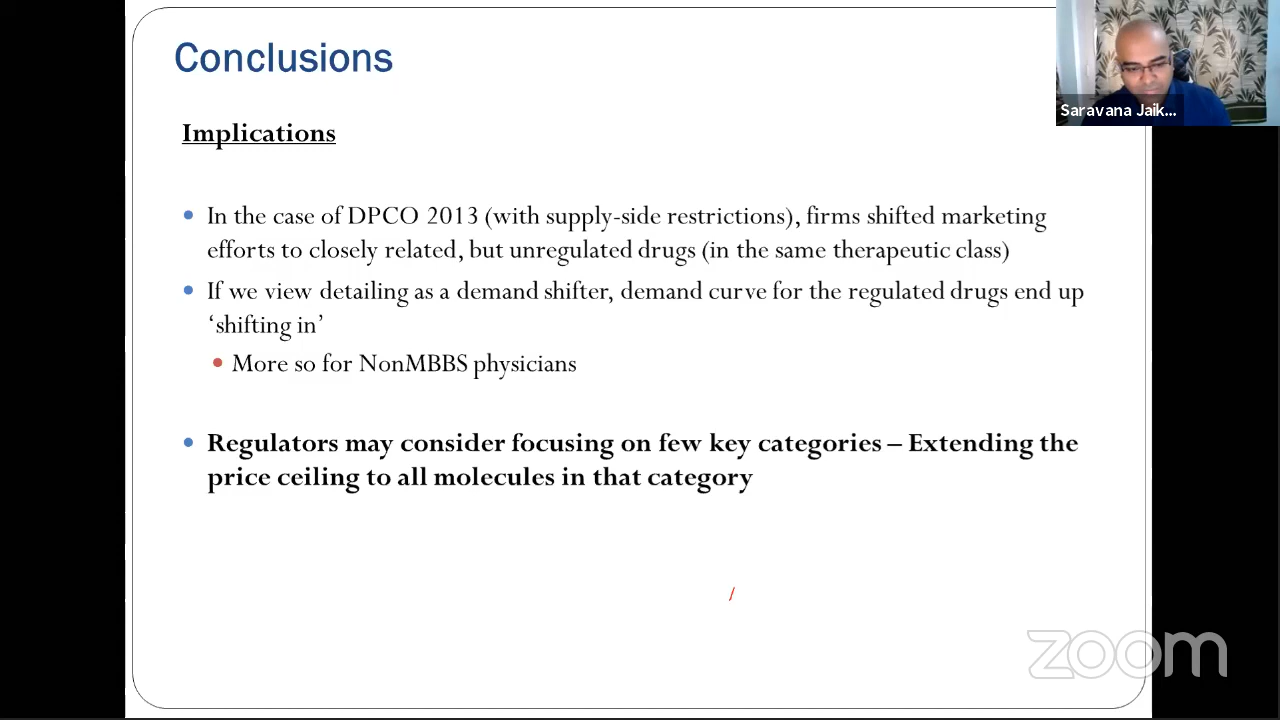 Conclusions
Saravana Jaik...
Implications
In the case of DPCO 2013 (with supply-side restrictions), firms shifted marketing
efforts to closely related, but unregulated drugs (in the same therapeutic class)
If we view detailing as a demand shifter, demand curve for the regulated drugs end up
‘shifting in’
More so for NonMBBS physicians
Regulators may consider focusing on few key categories – Extending the
price ceiling to all molecules in that category
zoom